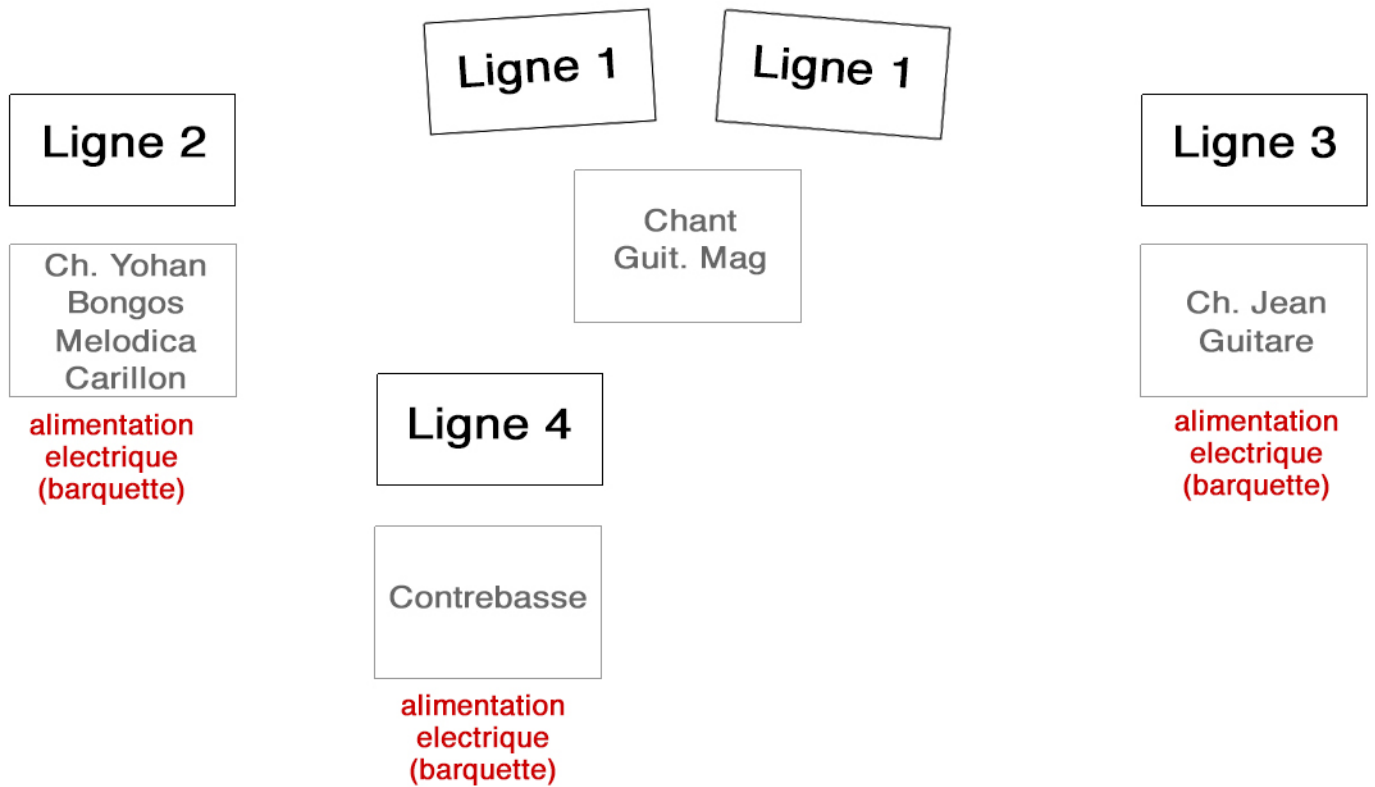 Ligne 1
Ligne 1
Ligne 2
Ligne 3
Chant
Guit. Mag
Ch. Yohan
Bongos
Melodica
Carillon
alimentation
electrique
(barquette)
Ch. Jean
Guitare
alimentation
electrique
(barquette)
Ligne 4
Contrebasse
alimentation
electrique
(barquette)